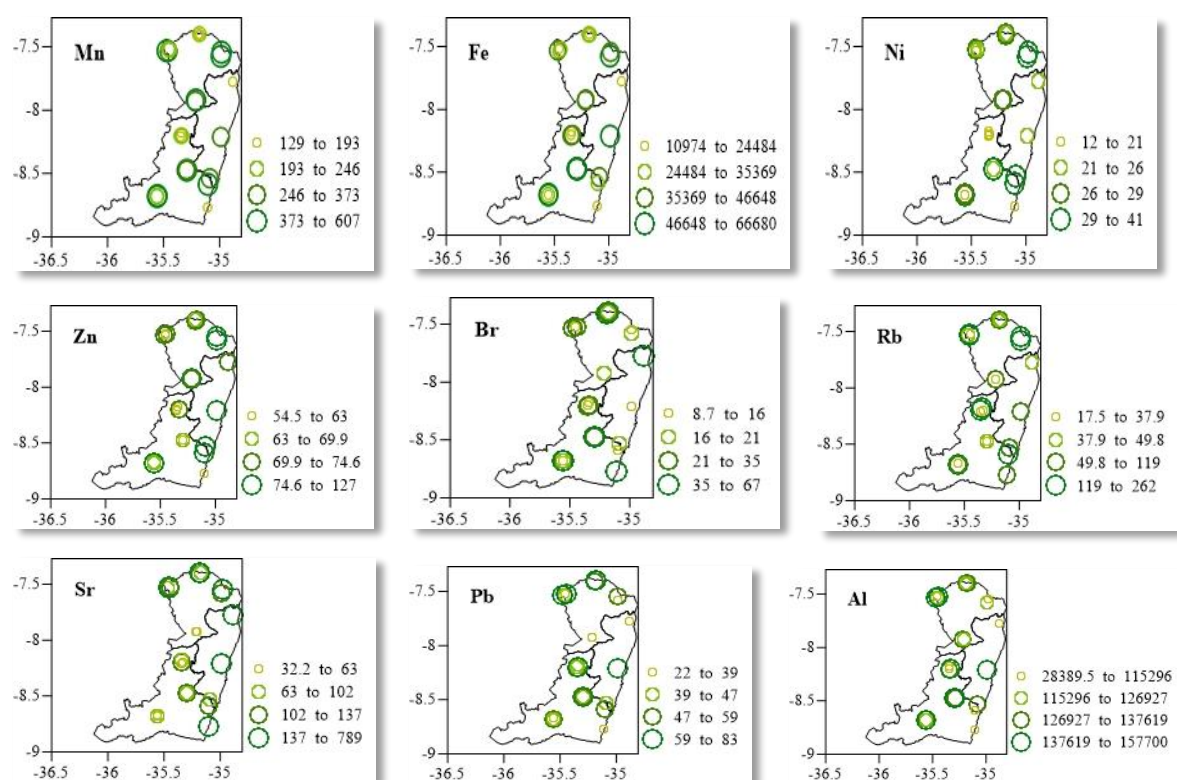 Mn
-7.5
-8
-8.5
-9
-36.5 -36 -35.5 -35
129 to 193
193 to 246
246 to 373
373 to 607
Fe
-7.5
-8
-8.5
-9
-36.5 -36 -35.5 -35
10974 to 24484
24484 to 35369
35369 to 46648
46648 to 66680
Ni
-7.5
-8
-8.5
-9
-36.5 -36 -35.5 -35
12 to 21
21 to 26
26 to 29
29 to 41
Zn
-7.5
-8
-8.5
-9
-36.5 -36 -35.5 -35
54.5 to 63
63 to 69.9
69.9 to 74.6
74.6 to 127
Br
-7.5
-8
-8.5
-9
-36.5 -36 -35.5 -35
8.7 to 16
16 to 21
21 to 35
35 to 67
Rb
-7.5
-8
-8.5
-9
-36.5 -36 -35.5 -35
17.5 to 37.9
37.9 to 49.8
49.8 to 119
119 to 262
Sr
-7.5
-8
-8.5
-9
-36.5 -36 -35.5 -35
32.2 to 63
63 to 102
102 to 137
137 to 789
Pb
-7.5
-8
-8.5
-9
-36.5 -36 -35.5 -35
22 to 39
39 to 47
47 to 59
59 to 83
Al
-7.5
-8
-8.5
-9
-36.5 -36 -35.5 -35
28389.5 to 115296
115296 to 126927
126927 to 137619
137619 to 157700